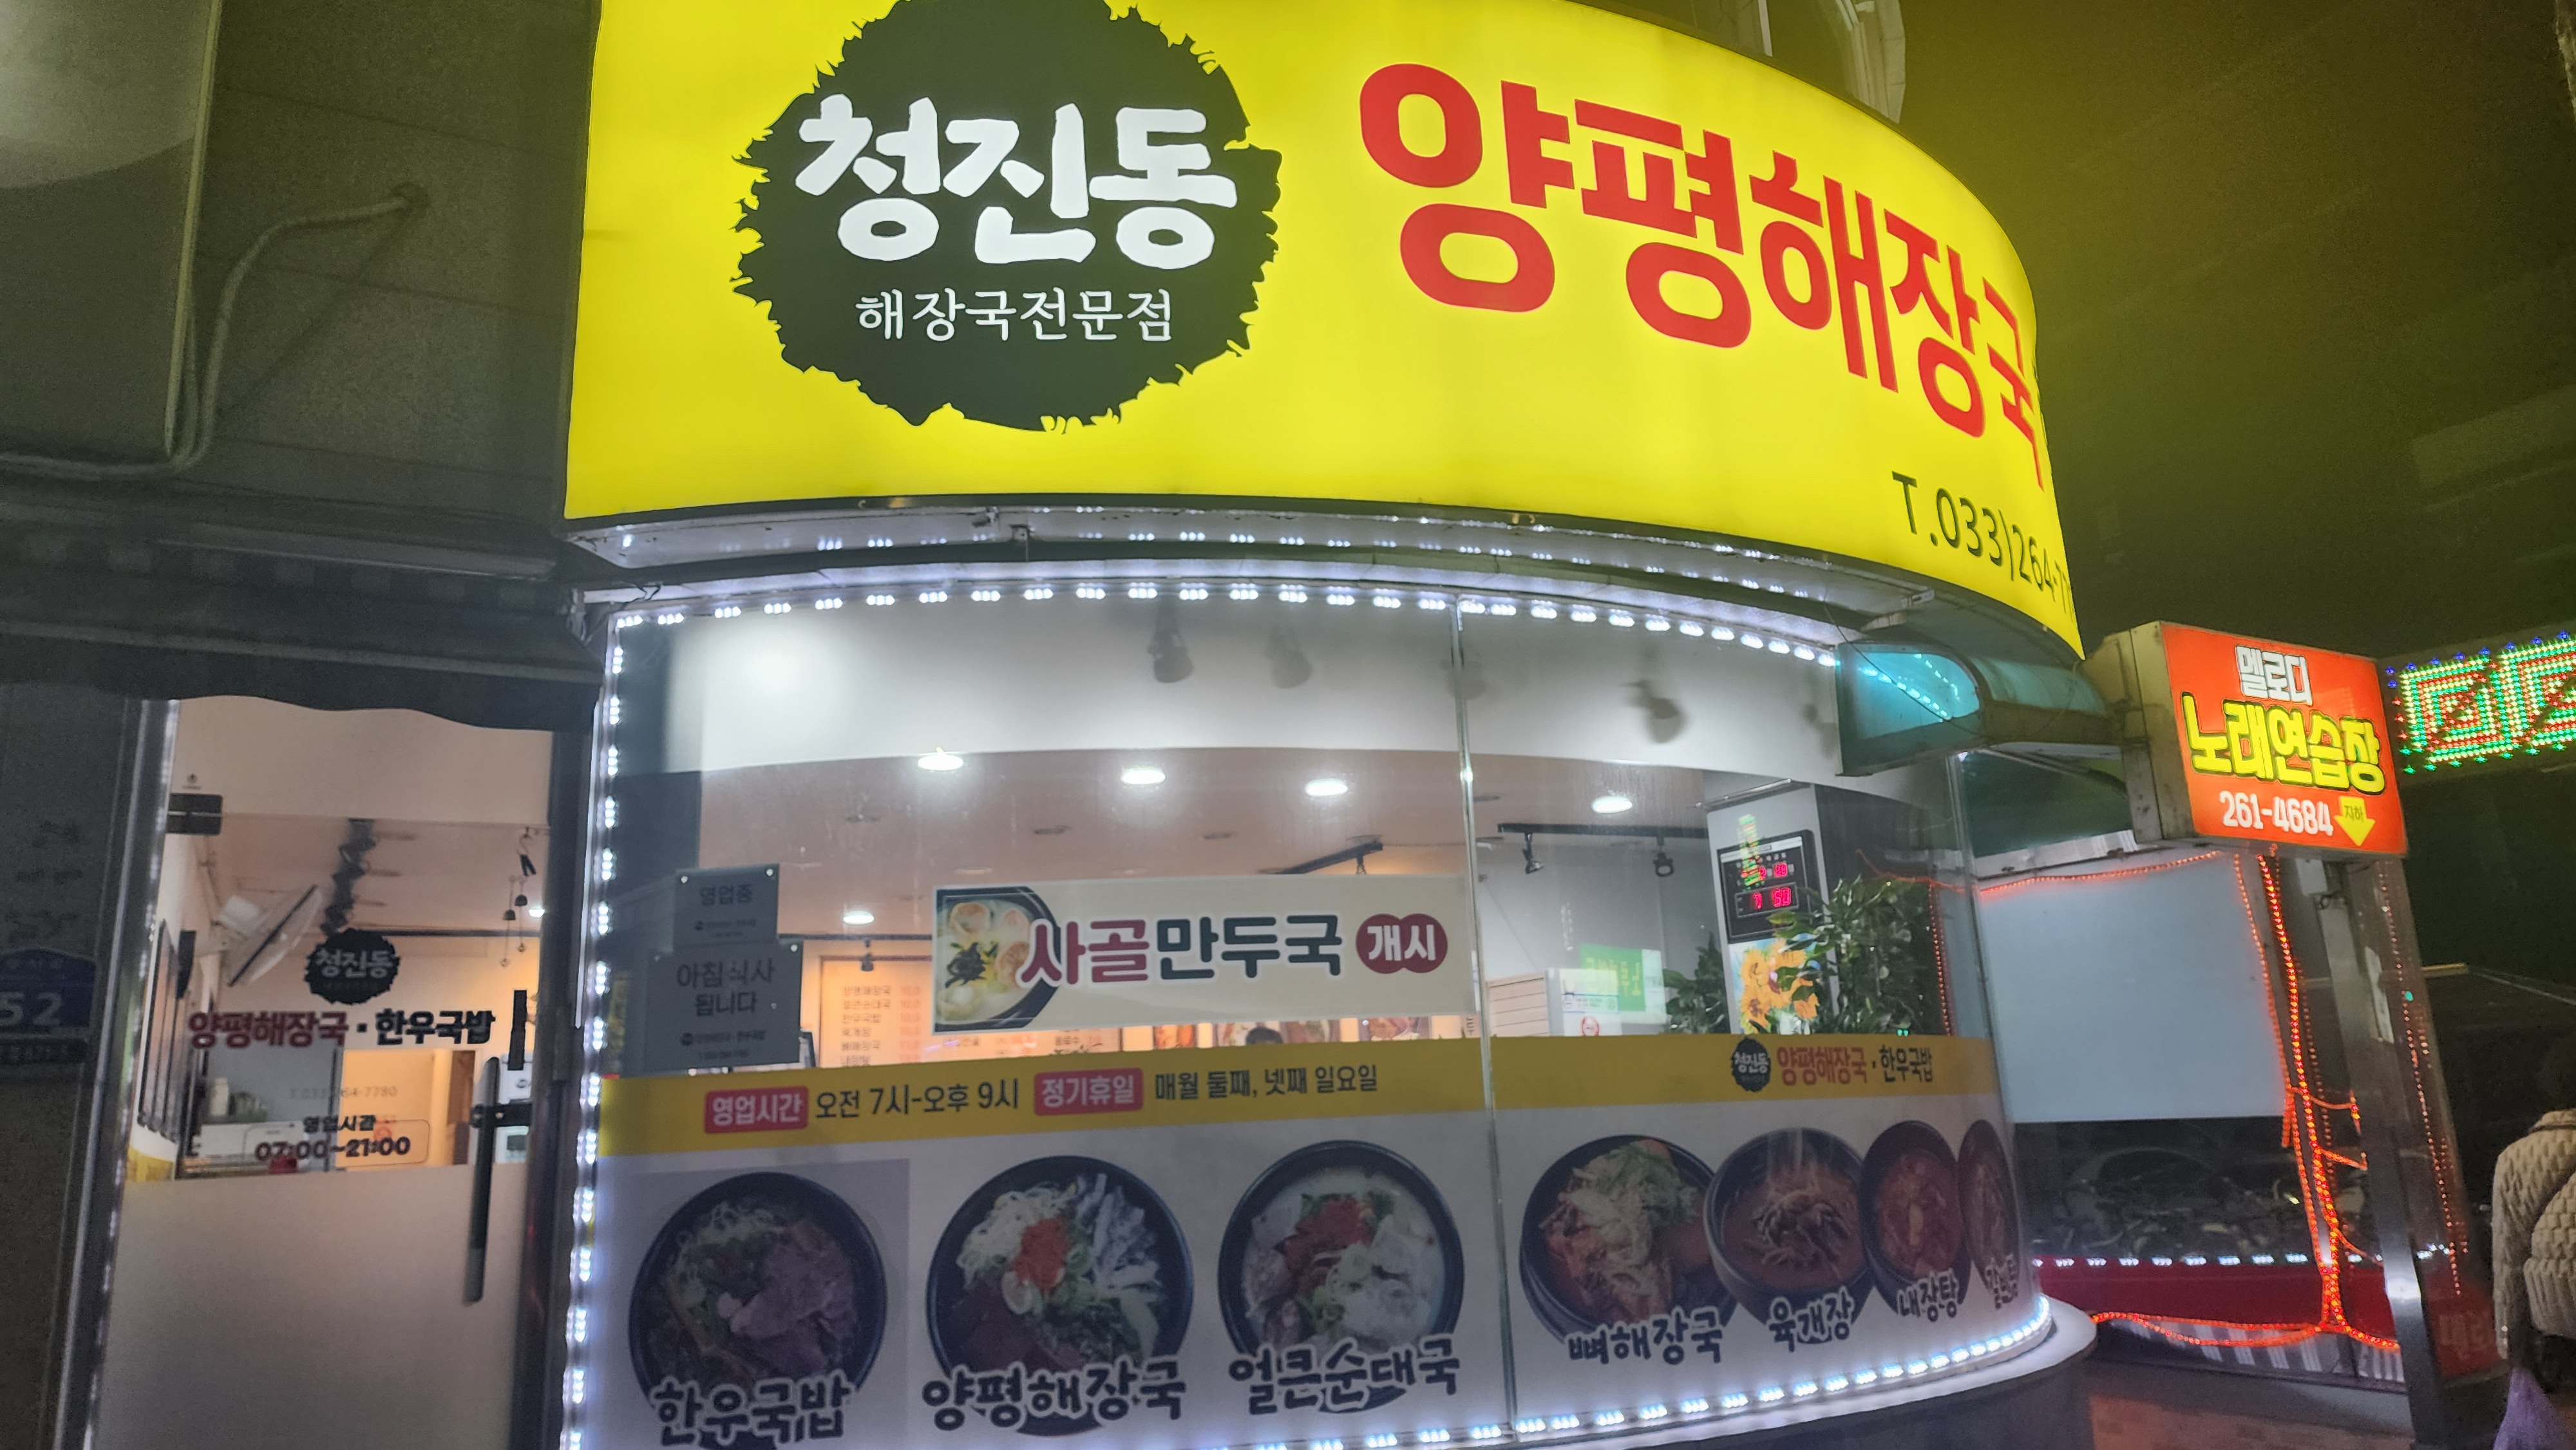 청진동
해장국전문점
양평해장국
T.033)264-7
멜로디
노래연습장
261-4684
지하
영업중
아침식사
됩니다
사골만두국 개시
52
청진동
양평해장국·한우국밥
T.033)264-7780
영업시간
07:00~21:00
영업시간 오전 7시-오후 9시 정기휴일 매월 둘째, 넷째 일요일
청진동 양평해장국·한우국밥
한우국밥
양평해장국
얼큰순대국
뼈해장국
육개장
내장탕
갈비탕